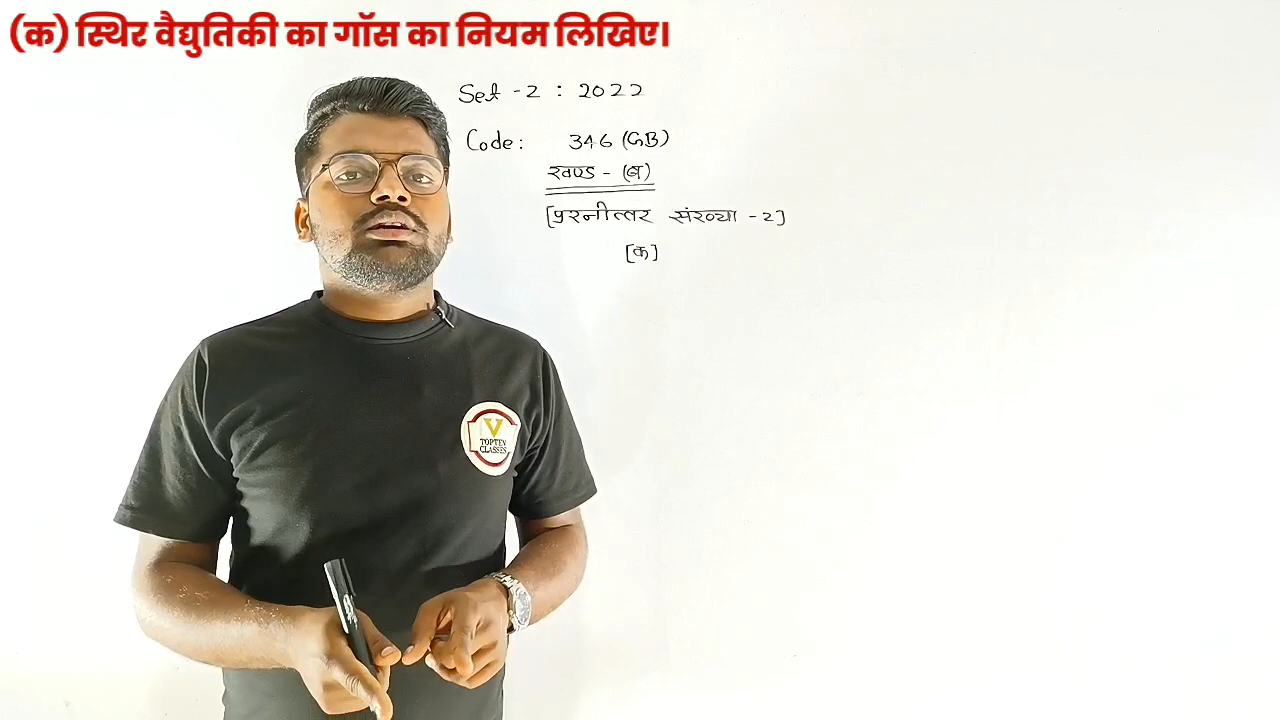 (क) स्थिर वैद्युतिकी का गॉस का नियम लिखिए।
Set - 2 : 2022
Code: 346 (GB)
खण्ड - (ब)
[प्रश्नोत्तर संख्या - 2]
[क]
V
TOPTEN
CLASSES